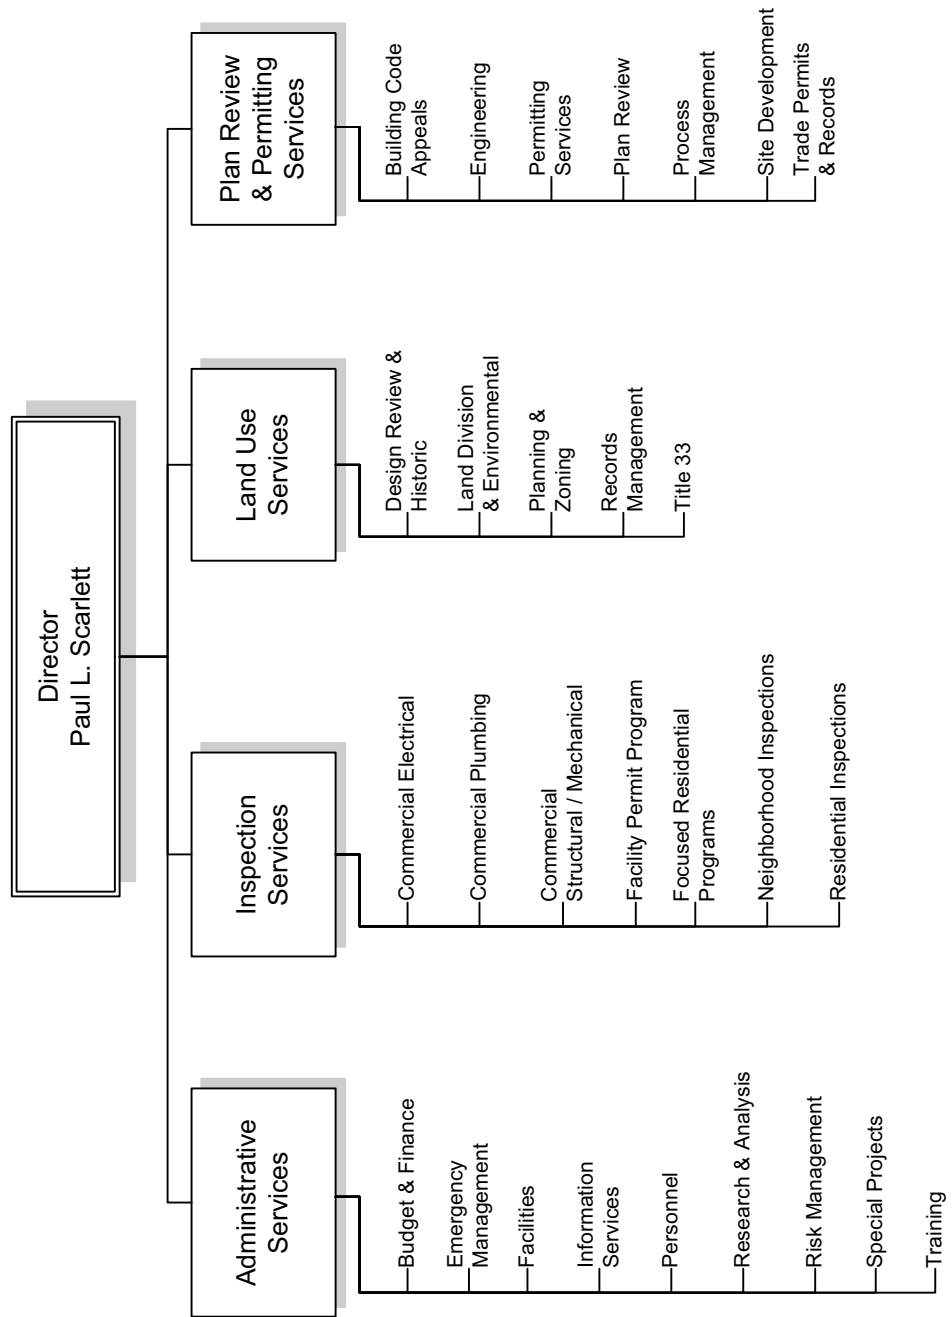 Director
Paul L. Scarlett
Administrative
Services
Budget & Finance
Emergency
Management
Facilities
Information
Services
Personnel
Research & Analysis
Risk Management
Special Projects
Training
Inspection
Services
Commercial Electrical
Commercial Plumbing
Commercial
Structural / Mechanical
Facility Permit Program
Focused Residential
Programs
Neighborhood Inspections
Residential Inspections
Land Use
Services
Design Review &
Historic
Land Division
& Environmental
Planning &
Zoning
Records
Management
Title 33
Plan Review
& Permitting
Services
Building Code
Appeals
Engineering
Permitting
Services
Plan Review
Process
Management
Site Development
Trade Permits
& Records